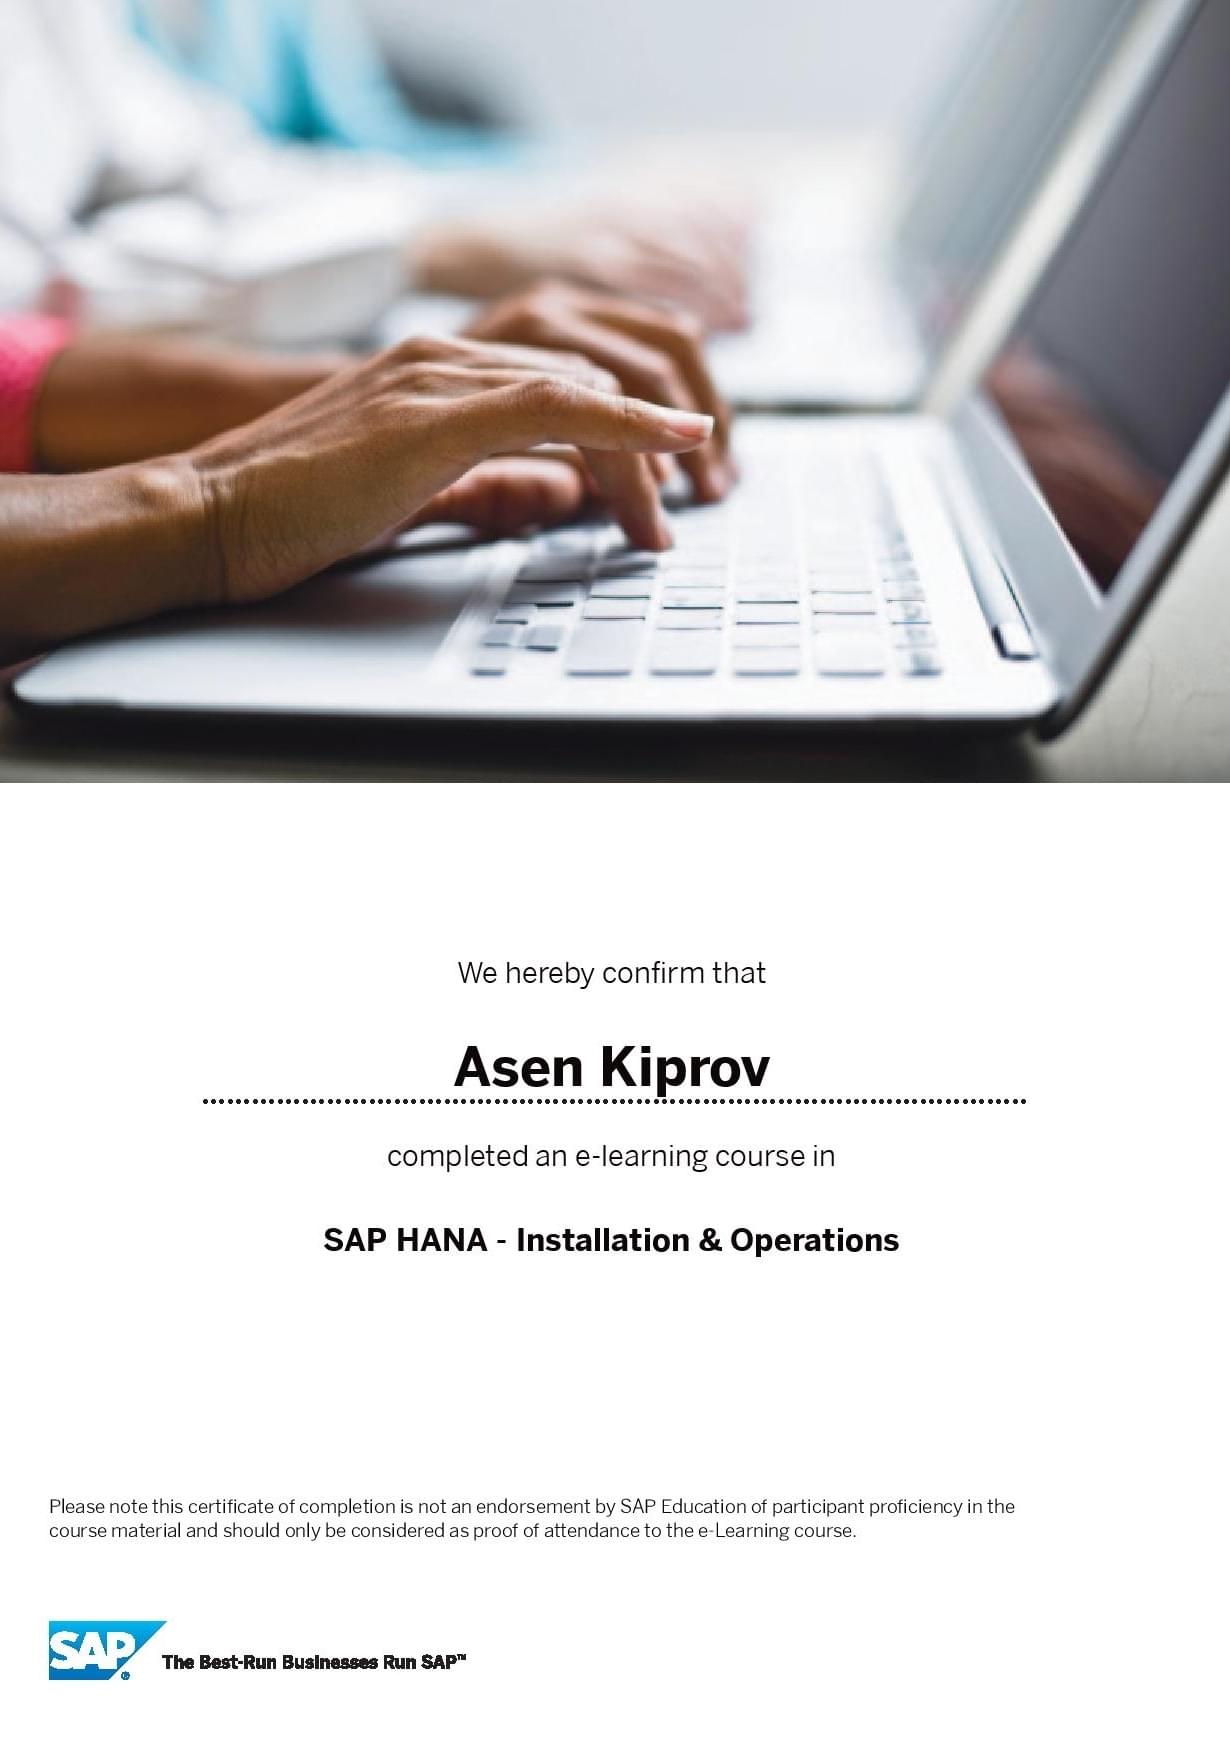 We hereby confirm that
Asen Kiprov
completed an e-learning course in
SAP HANA - Installation & Operations
Please note this certificate of completion is not an endorsement by SAP Education of participant proficiency in the
course material and should only be considered as proof of attendance to the e-Learning course.
SAP®
The Best-Run Businesses Run SAP™